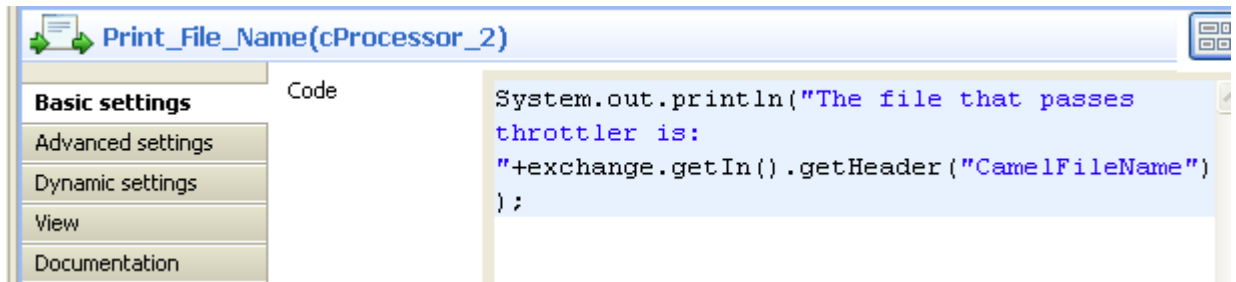 Print_File_Name(cProcessor_2)
Basic settings
Advanced settings
Dynamic settings
View
Documentation
Code
System.out.println("The file that passes
throttler is:
"+exchange.getIn().getHeader("CamelFileName")
);